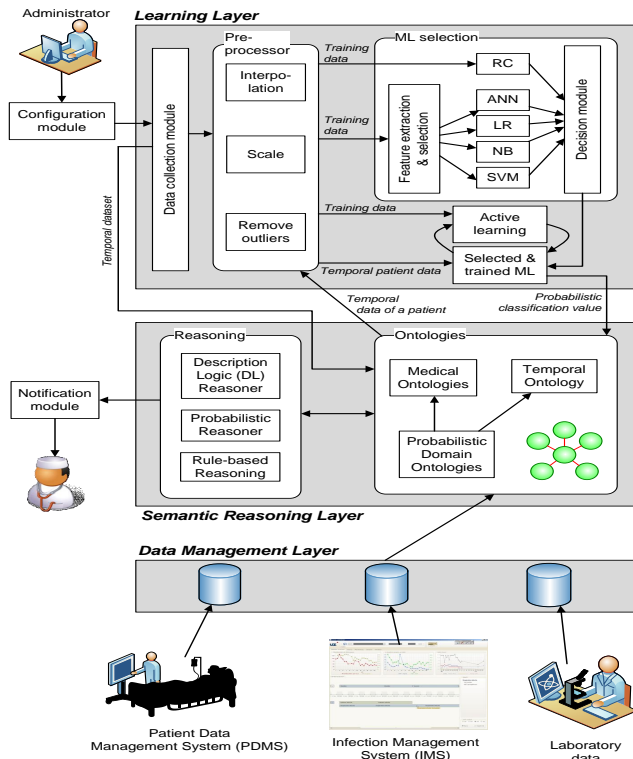 Administrator
Learning Layer
Configuration
module
Data collection module
Pre-
processor
Interpo-
lation
Scale
Remove
outliers
Training
data
Training
data
Training data
Temporal patient data
ML selection
Feature extraction
& selection
RC
ANN
LR
NB
SVM
Decision module
Active
learning
Selected &
trained ML
Temporal dataset
Temporal
data of a patient
Probabilistic
classification value
Reasoning
Description
Logic (DL)
Reasoner
Probabilistic
Reasoner
Rule-based
Reasoning
Ontologies
Medical
Ontologies
Temporal
Ontology
Probabilistic
Domain
Ontologies
Notification
module
Semantic Reasoning Layer
Data Management Layer
Patient Data
Management System (PDMS)
Infection Management
System (IMS)
Laboratory
data